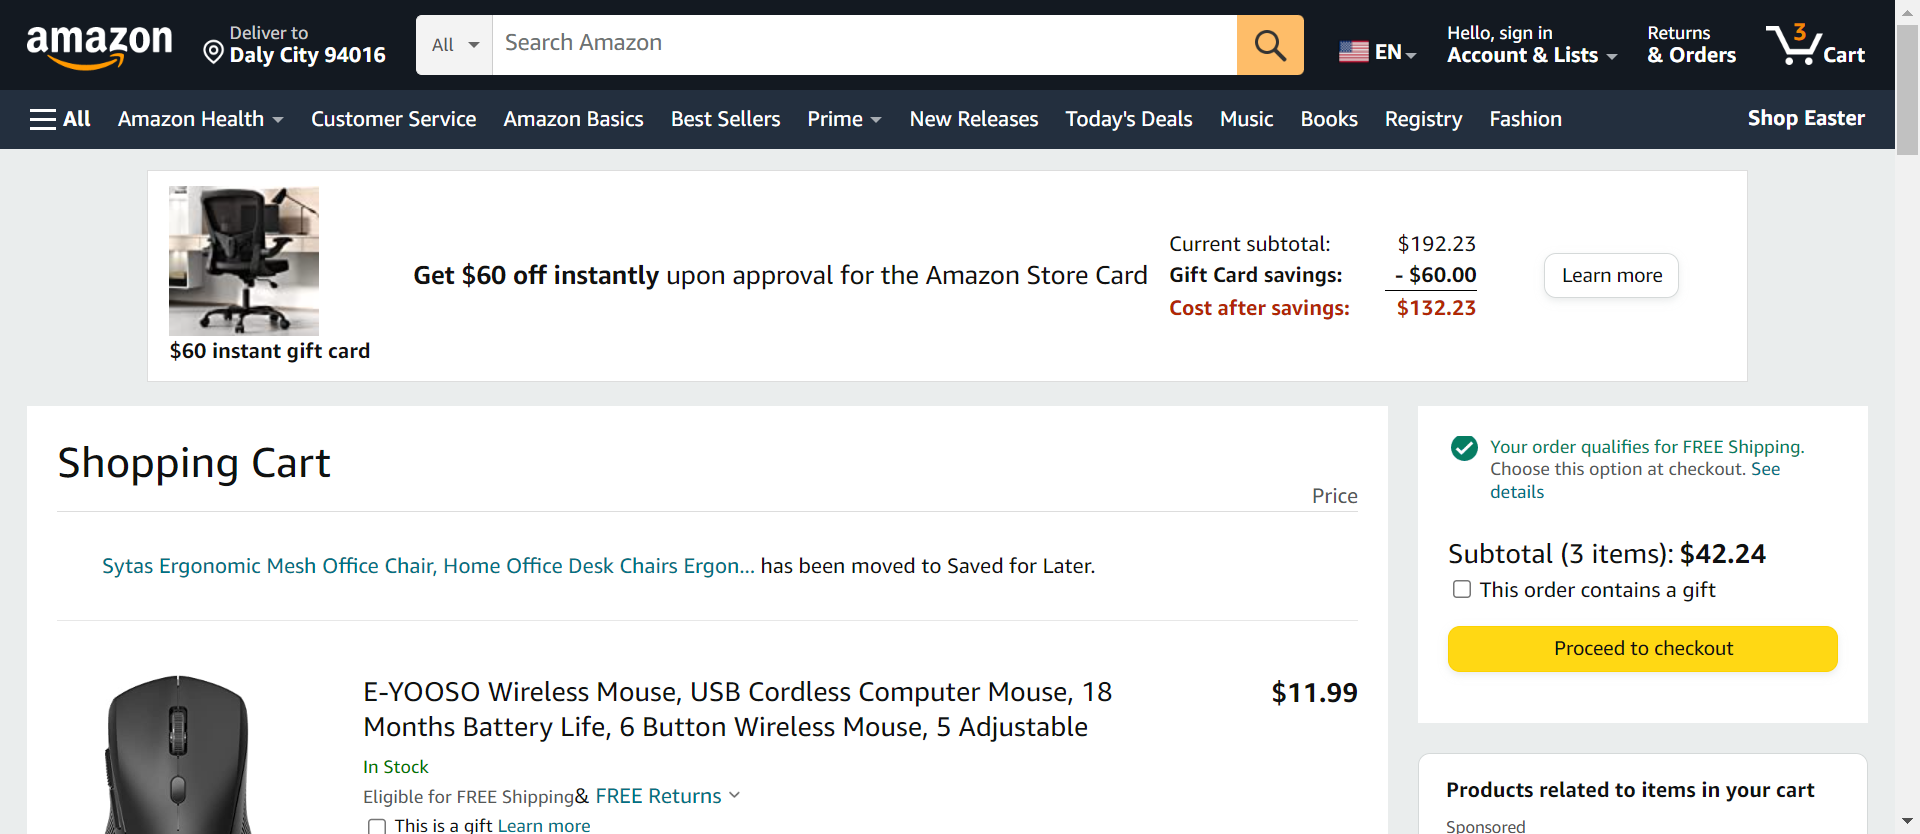 amazon
Deliver to
Daly City 94016
All
Search Amazon
EN
Hello, sign in
Account & Lists
Returns
& Orders
3
Cart
All
Amazon Health
Customer Service
Amazon Basics
Best Sellers
Prime
New Releases
Today's Deals
Music
Books
Registry
Fashion
Shop Easter
$60 instant gift card
Get $60 off instantly upon approval for the Amazon Store Card
Current subtotal: $192.23
Gift Card savings: - $60.00
Cost after savings: $132.23
Learn more
Shopping Cart
Price
Sytas Ergonomic Mesh Office Chair, Home Office Desk Chairs Ergon... has been moved to Saved for Later.
E-YOOSO Wireless Mouse, USB Cordless Computer Mouse, 18
Months Battery Life, 6 Button Wireless Mouse, 5 Adjustable
$11.99
In Stock
Eligible for FREE Shipping& FREE Returns
This is a gift Learn more
Your order qualifies for FREE Shipping.
Choose this option at checkout. See
details
Subtotal (3 items): $42.24
This order contains a gift
Proceed to checkout
Products related to items in your cart
Sponsored